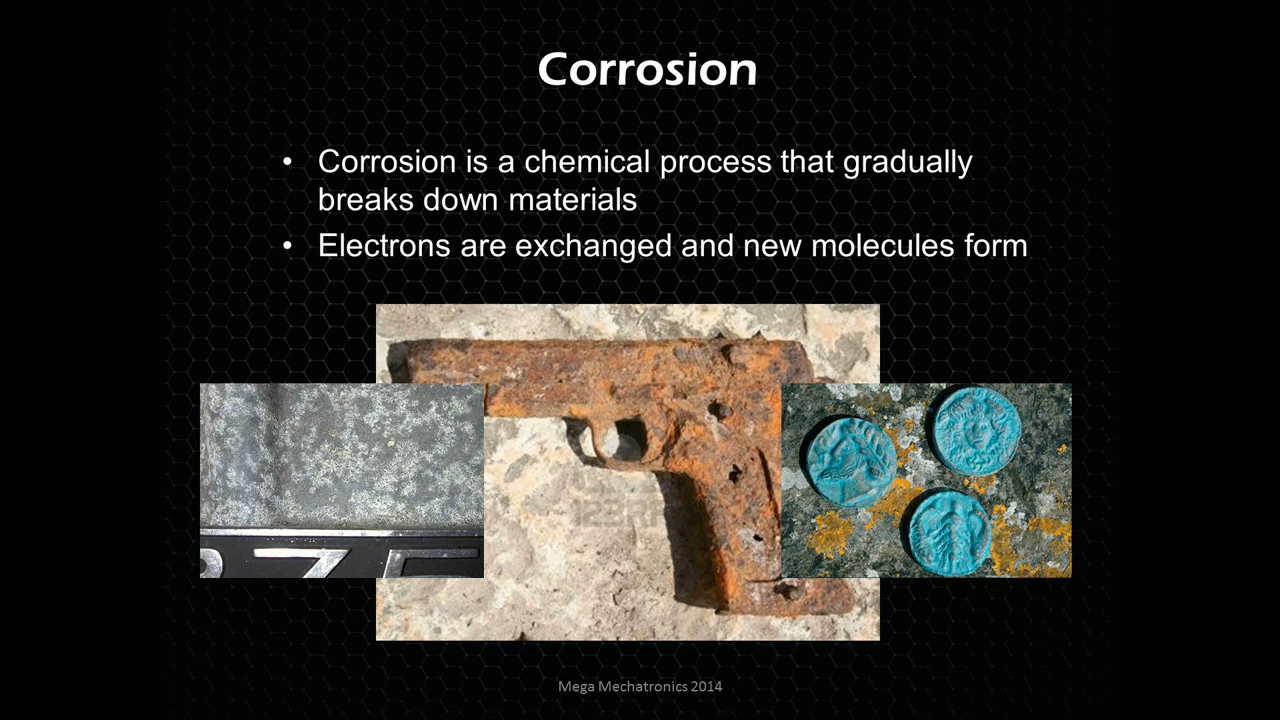 Corrosion
• Corrosion is a chemical process that gradually
breaks down materials
• Electrons are exchanged and new molecules form
Mega Mechatronics 2014